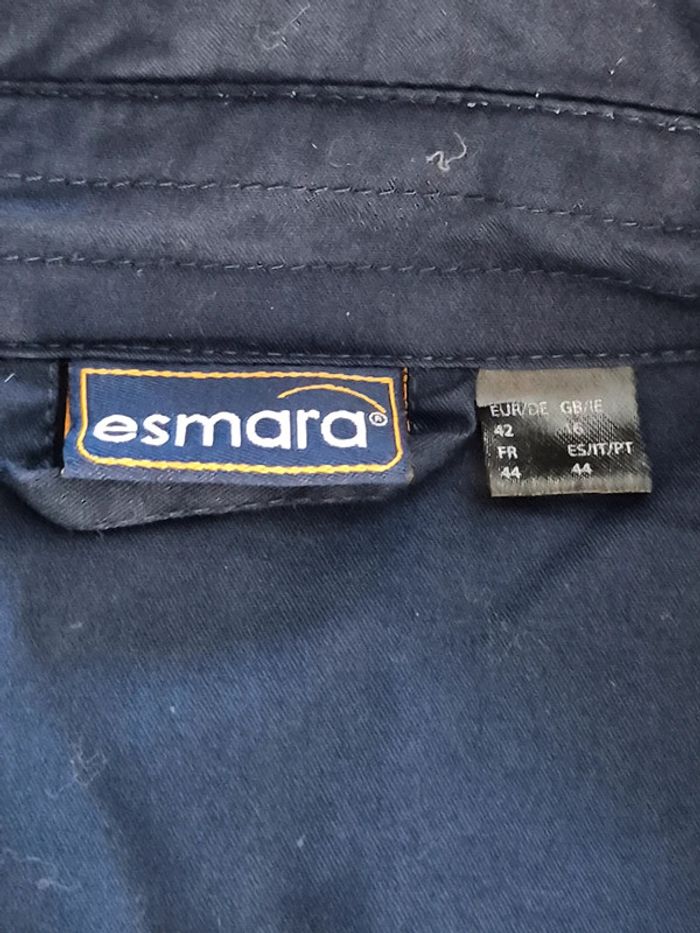 esmara®
EUR/DE GB/IE
42 16
FR ES/IT/PT
44 44